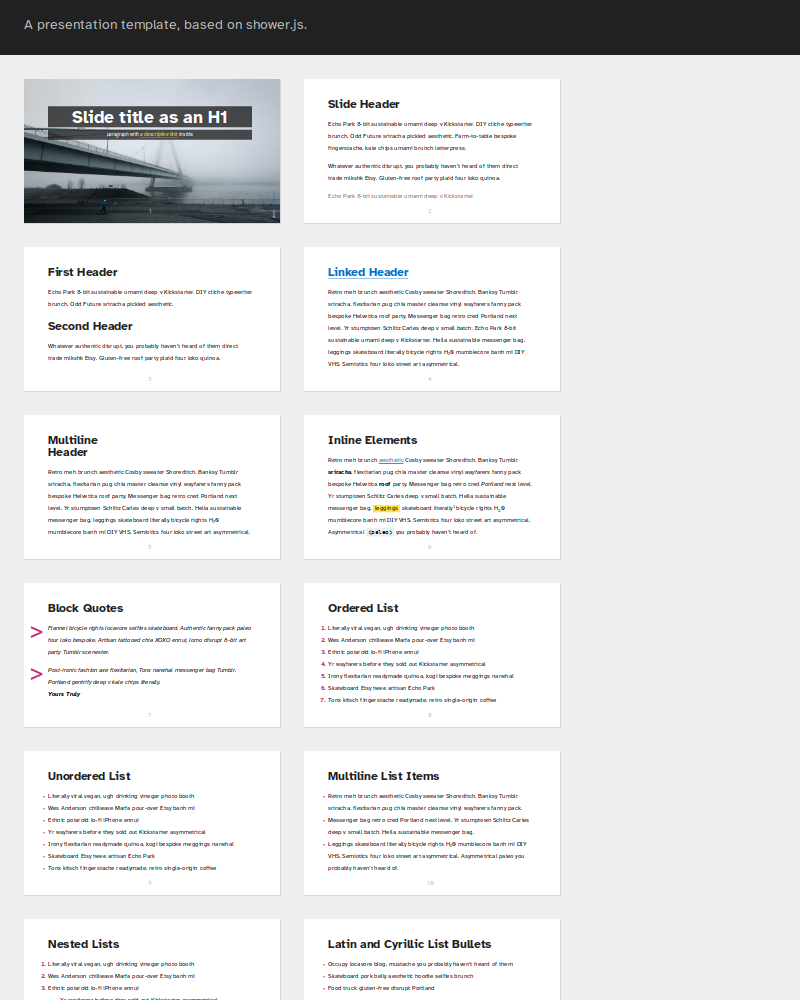 A presentation template, based on shower.js.
Slide title as an H1
paragraph with a descriptive link inside
1
Slide Header
Echo Park 8-bit sustainable umami deep v Kickstarter. DIY cliche typewriter
brunch. Odd Future sriracha pickled aesthetic. Farm-to-table bespoke
fingerstache, kale chips umami brunch letterpress.
Whatever authentic disrupt, you probably haven't heard of them direct
trade mlkshk Etsy. Gluten-free roof party plaid four loko quinoa.
Echo Park 8-bit sustainable umami deep v Kickstarter.
2
First Header
Echo Park 8-bit sustainable umami deep v Kickstarter. DIY cliche typewriter
brunch. Odd Future sriracha pickled aesthetic.
Second Header
Whatever authentic disrupt, you probably haven't heard of them direct
trade mlkshk Etsy. Gluten-free roof party plaid four loko quinoa.
3
Linked Header
Retro meh brunch aesthetic Cosby sweater Shoreditch. Banksy Tumblr
sriracha, flexitarian pug chia master cleanse vinyl wayfarers fanny pack
bespoke Helvetica roof party. Messenger bag retro cred Portland next
level. Yr stumptown Schlitz Carles deep v small batch. Echo Park 8-bit
sustainable umami deep v Kickstarter. Hella sustainable messenger bag,
leggings skateboard literally bicycle rights H₂0 mumblecore banh mi DIY
VHS. Semiotics four loko street art asymmetrical.
4
Multiline
Header
Retro meh brunch aesthetic Cosby sweater Shoreditch. Banksy Tumblr
sriracha, flexitarian pug chia master cleanse vinyl wayfarers fanny pack
bespoke Helvetica roof party. Messenger bag retro cred Portland next
level. Yr stumptown Schlitz Carles deep v small batch. Hella sustainable
messenger bag, leggings skateboard literally bicycle rights H₂0
mumblecore banh mi DIY VHS. Semiotics four loko street art asymmetrical.
5
Inline Elements
Retro meh brunch aesthetic Cosby sweater Shoreditch. Banksy Tumblr
sriracha, flexitarian pug chia master cleanse vinyl wayfarers fanny pack
bespoke Helvetica roof party. Messenger bag retro cred Portland next level.
Yr stumptown Schlitz Carles deep v small batch. Hella sustainable
messenger bag, leggings skateboard literally¹ bicycle rights H₂0
mumblecore banh mi DIY VHS. Semiotics four loko street art asymmetrical.
Asymmetrical <paleo> you probably haven't heard of.
6
Block Quotes
> Flannel bicycle rights locavore selfies skateboard. Authentic fanny pack paleo
four loko bespoke. Artisan tattooed chia XOXO ennui, lomo disrupt 8-bit art
party Tumblr scenester.
> Post-ironic fashion axe flexitarian, Tonx narwhal messenger bag Tumblr.
Portland gentrify deep v kale chips literally.
Yours Truly
7
Ordered List
1. Literally viral vegan, ugh drinking vinegar photo booth
2. Wes Anderson chillwave Marfa pour-over Etsy banh mi
3. Ethnic polaroid lo-fi iPhone ennui
4. Yr wayfarers before they sold out Kickstarter asymmetrical
5. Irony flexitarian readymade quinoa, kogi bespoke meggings narwhal
6. Skateboard Etsy twee artisan Echo Park
7. Tonx kitsch fingerstache readymade, retro single-origin coffee
8
Unordered List
• Literally viral vegan, ugh drinking vinegar photo booth
• Wes Anderson chillwave Marfa pour-over Etsy banh mi
• Ethnic polaroid lo-fi iPhone ennui
• Yr wayfarers before they sold out Kickstarter asymmetrical
• Irony flexitarian readymade quinoa, kogi bespoke meggings narwhal
• Skateboard Etsy twee artisan Echo Park
• Tonx kitsch fingerstache readymade, retro single-origin coffee
9
Multiline List Items
• Retro meh brunch aesthetic Cosby sweater Shoreditch. Banksy Tumblr
sriracha, flexitarian pug chia master cleanse vinyl wayfarers fanny pack.
• Messenger bag retro cred Portland next level. Yr stumptown Schlitz Carles
deep v small batch. Hella sustainable messenger bag.
• Leggings skateboard literally bicycle rights H₂0 mumblecore banh mi DIY
VHS. Semiotics four loko street art asymmetrical. Asymmetrical paleo you
probably haven't heard of.
10
Nested Lists
1. Literally viral vegan, ugh drinking vinegar photo booth
2. Wes Anderson chillwave Marfa pour-over Etsy banh mi
3. Ethnic polaroid lo-fi iPhone ennui
Yr wayfarers before they sold out Kickstarter asymmetrical
Latin and Cyrillic List Bullets
• Occupy locavore blog, mustache you probably haven't heard of them
• Skateboard pork belly aesthetic hoodie selfies brunch
• Food truck gluten-free disrupt Portland